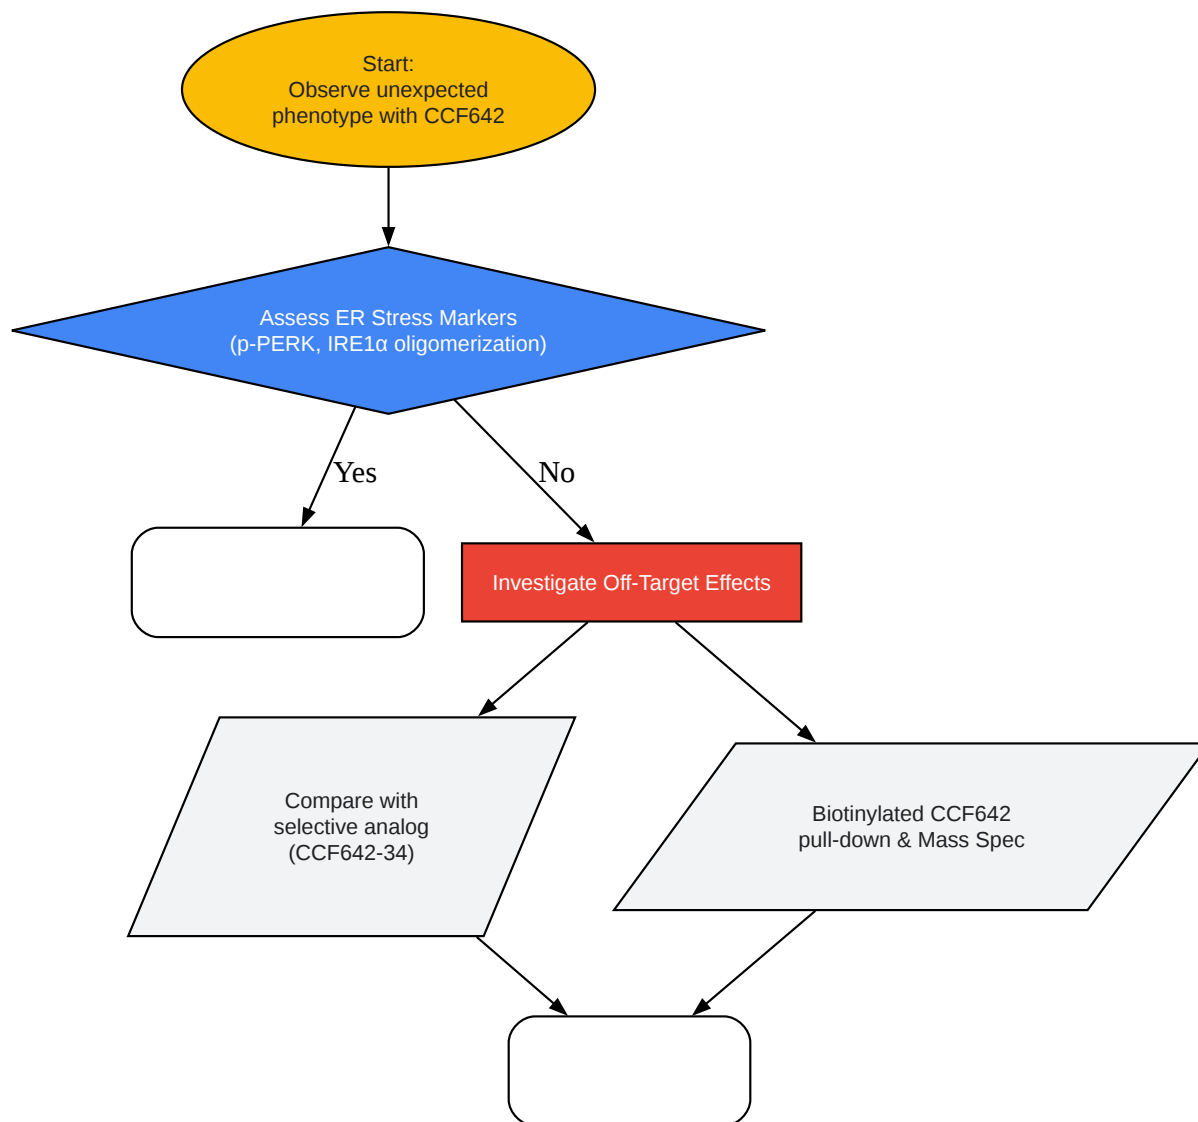 Start:
Observe unexpected
phenotype with CCF642
Assess ER Stress Markers
(p-PERK, IRE1α oligomerization)
Yes
No
Investigate Off-Target Effects
Compare with
selective analog
(CCF642-34)
Biotinylated CCF642
pull-down & Mass Spec